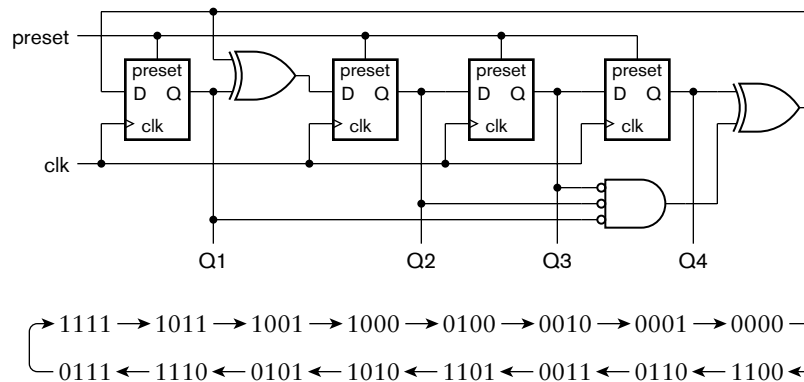 preset
preset preset preset preset
D Q D Q D Q D Q
clk clk clk clk
clk
Q1 Q2 Q3 Q4
1111 1011 1001 1000 0100 0010 0001 0000
0111 1110 0101 1010 1101 0011 0110 1100